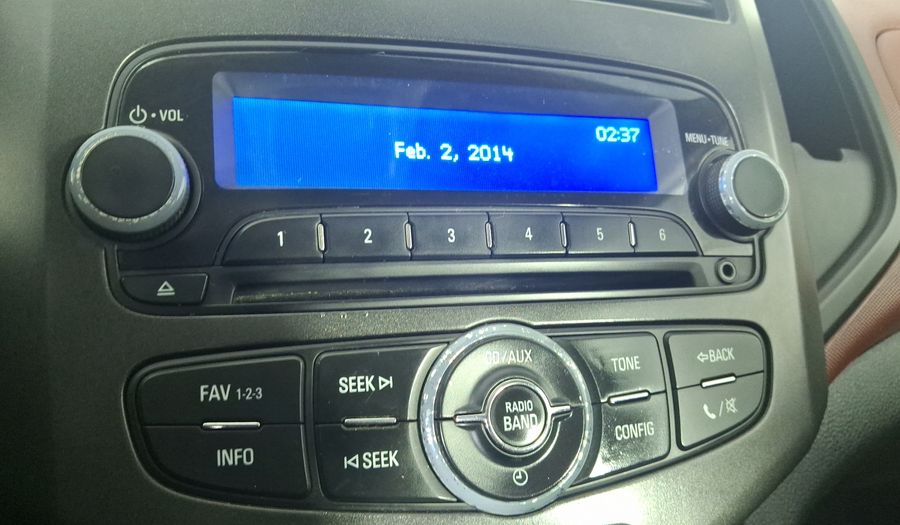 VOL
02:37
MENU•TUNE
Feb. 2, 2014
1 2 3 4 5 6
FAV 1-2-3
SEEK
CD/AUX
TONE
BACK
RADIO
BAND
INFO
SEEK
CONFIG